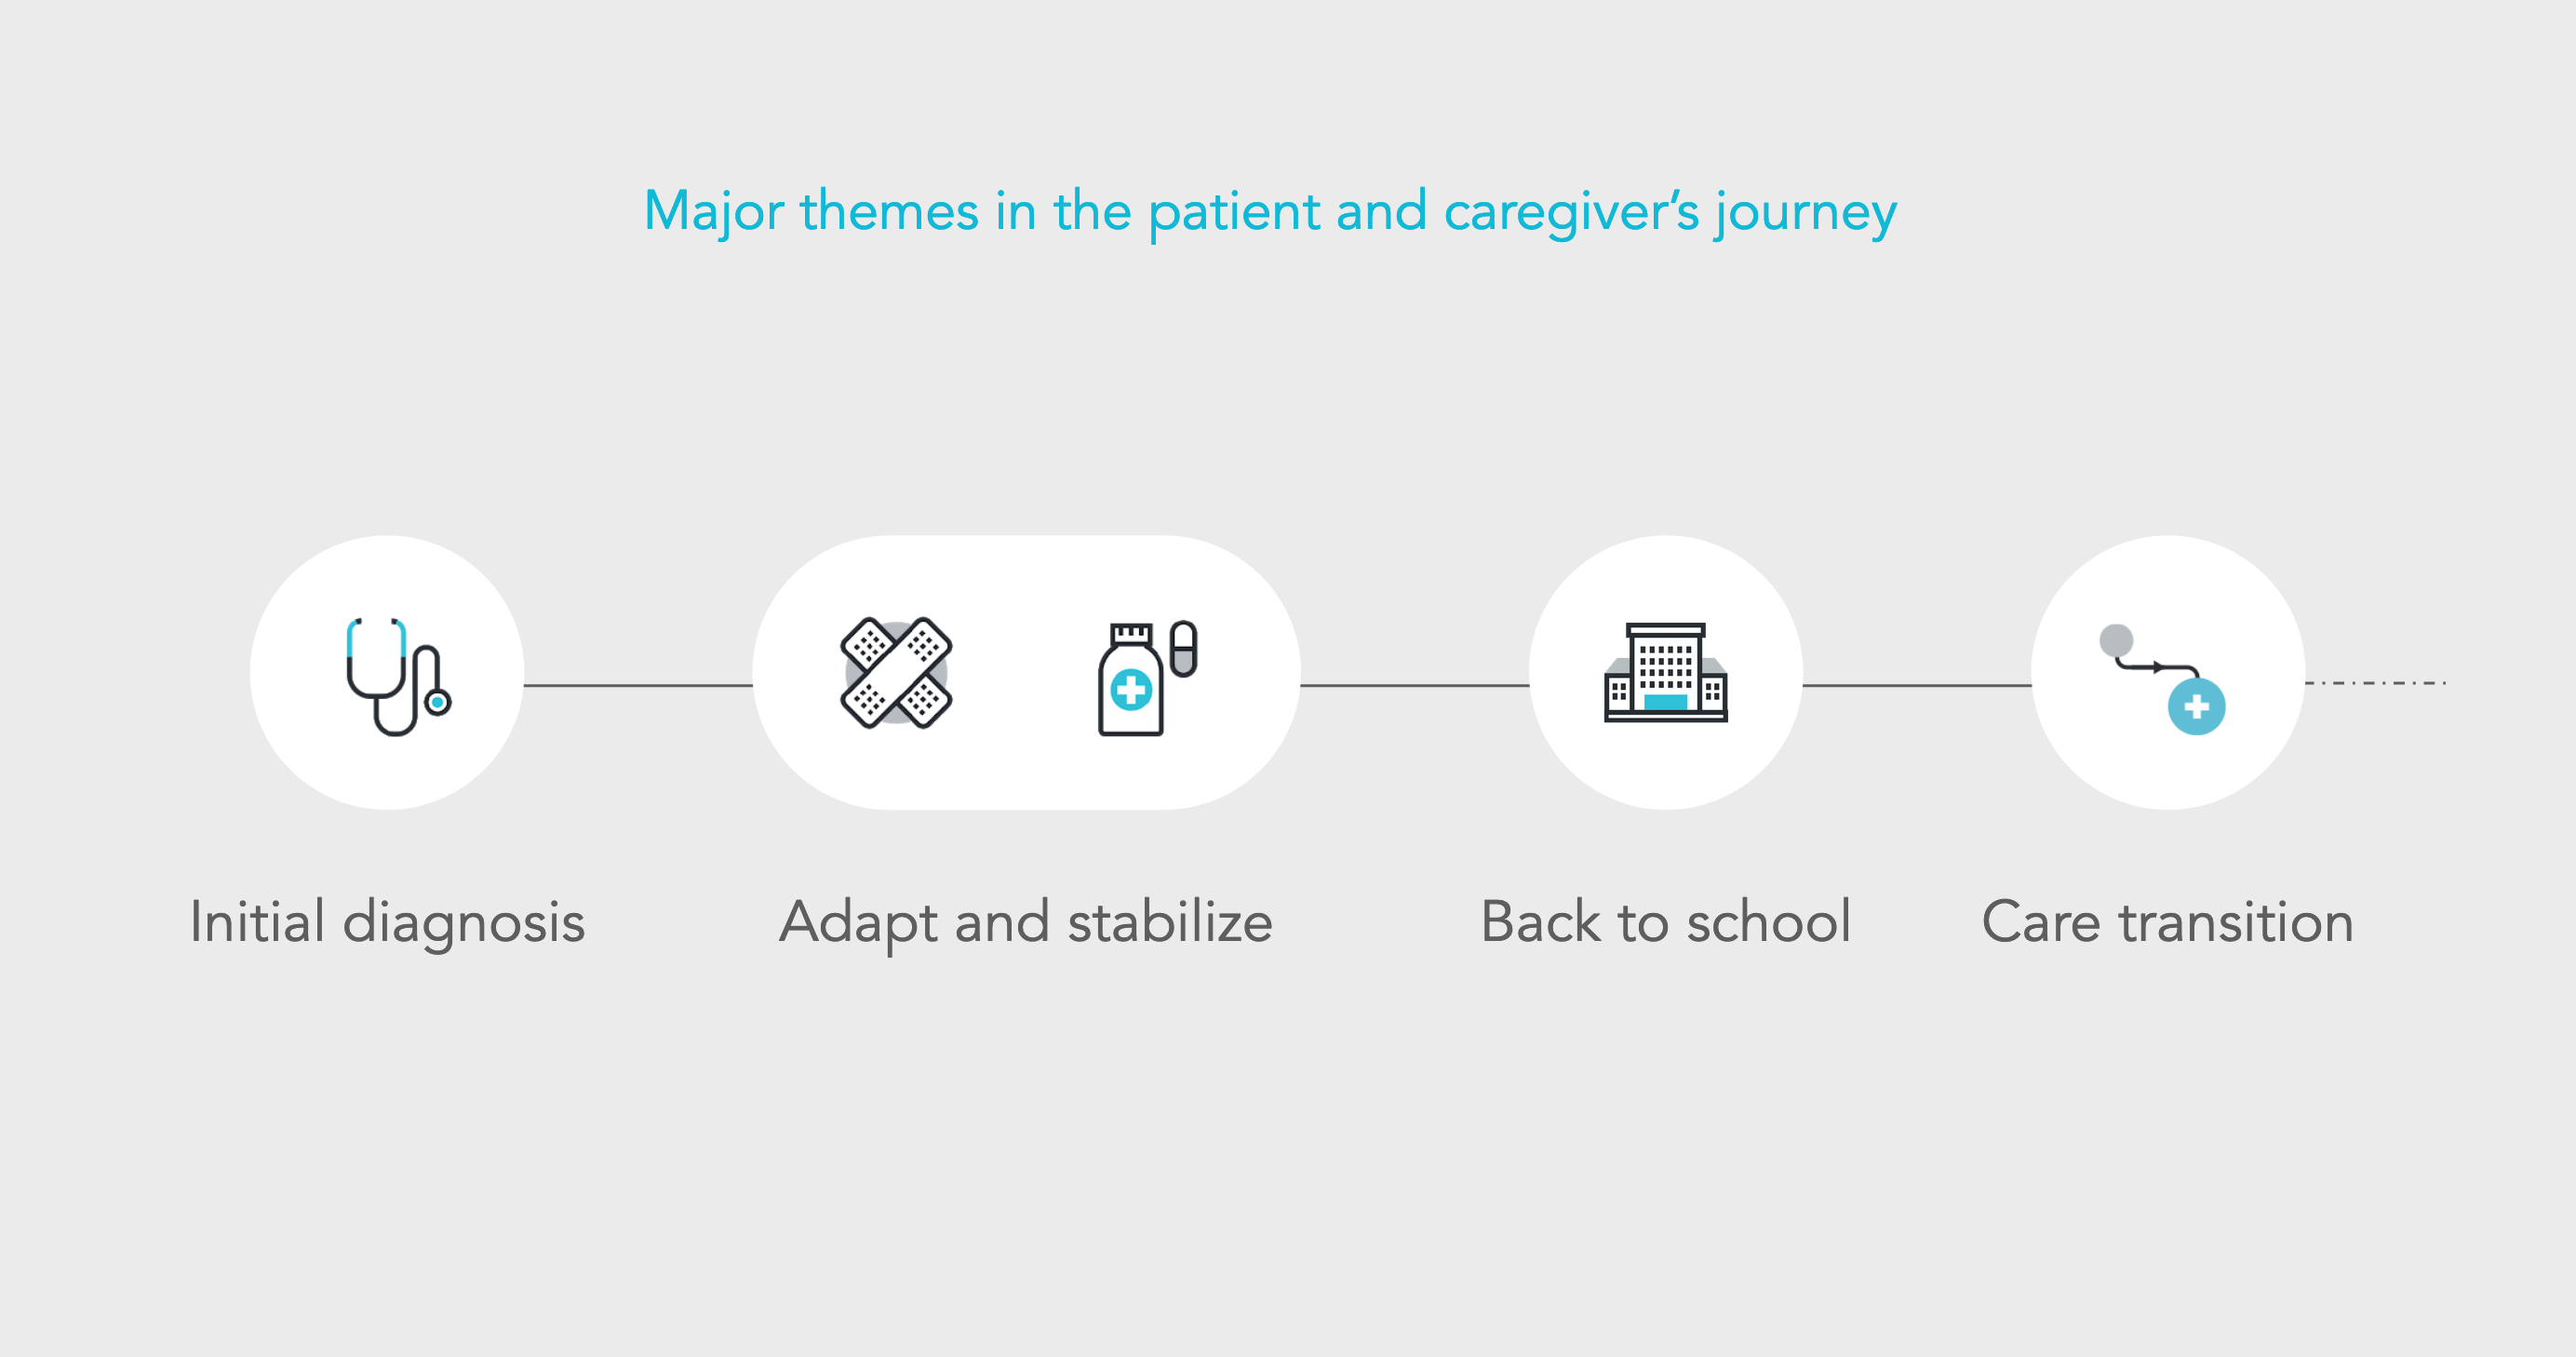 Major themes in the patient and caregiver’s journey
Initial diagnosis
Adapt and stabilize
Back to school
Care transition